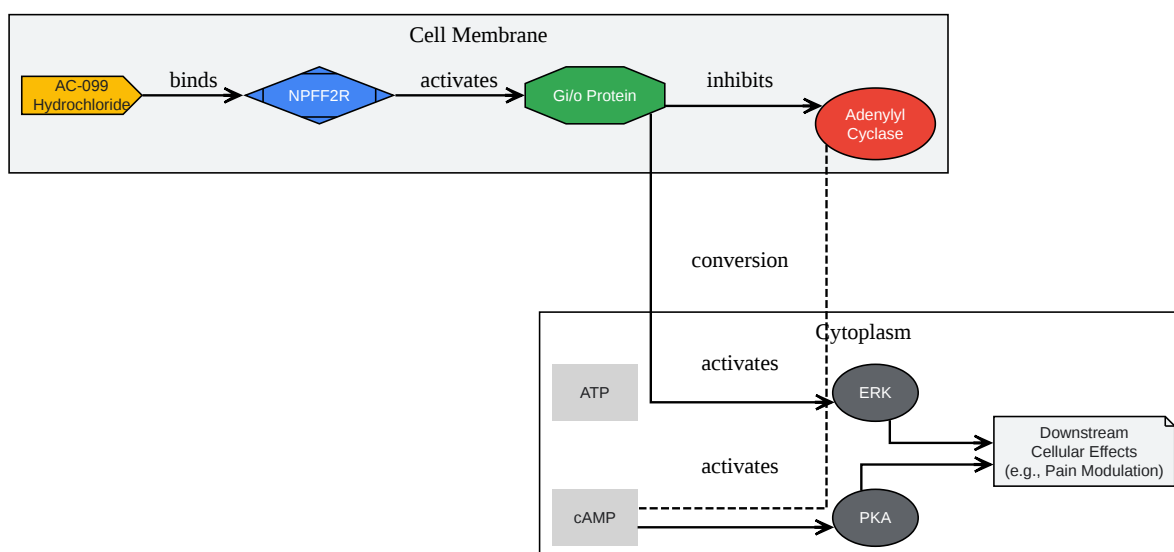 Cell Membrane
AC-099
Hydrochloride
binds
NPFF2R
activates
Gi/o Protein
inhibits
Adenylyl
Cyclase
conversion
Cytoplasm
ATP
activates
ERK
Downstream
Cellular Effects
(e.g., Pain Modulation)
activates
cAMP
PKA